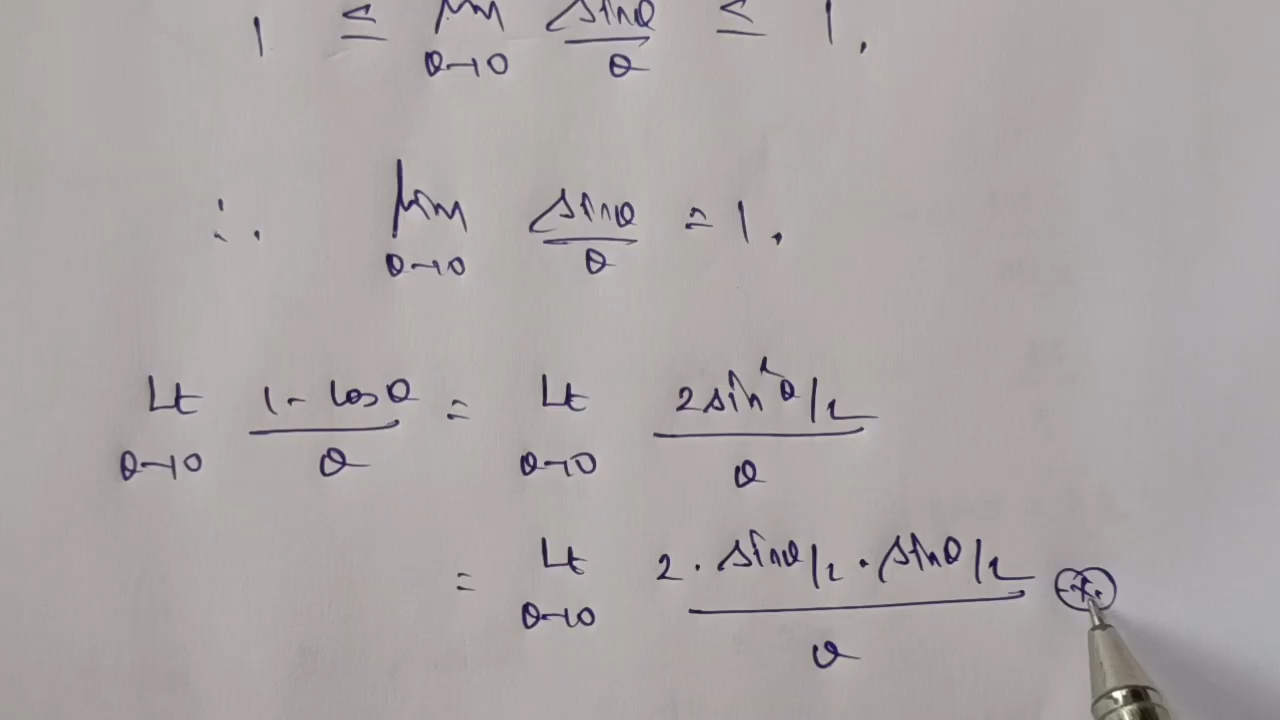 1 ≤ lim θ→0 sinθ/θ ≤ 1.
∴ lim θ→0 sinθ/θ = 1.
Lt θ→0 1 - cosθ / θ = Lt θ→0 2sin²θ/2 / θ
= Lt θ→0 2 . sinθ/2 . sinθ/2 / θ